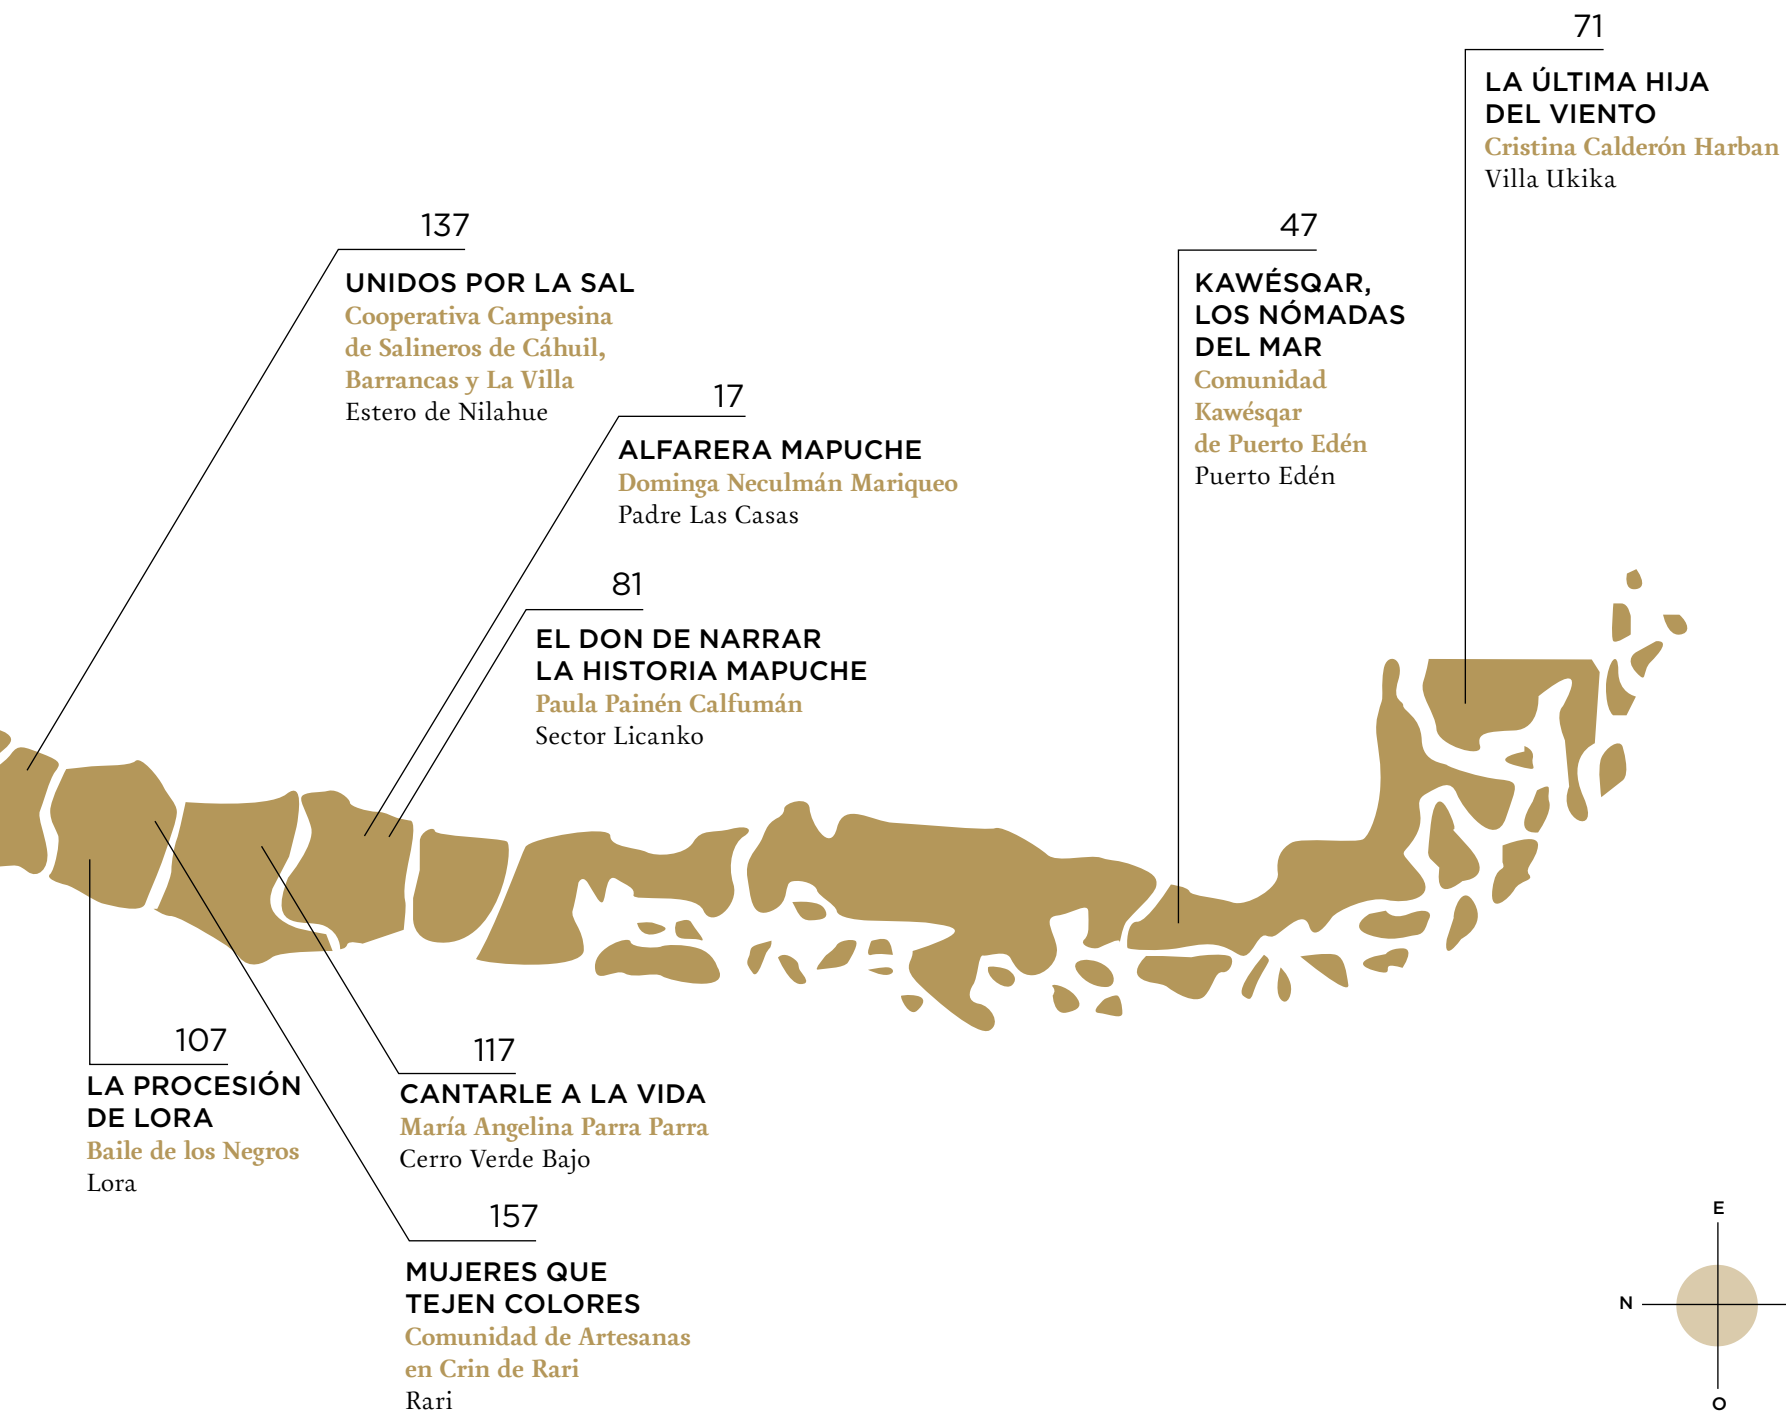 71
LA ÚLTIMA HIJA
DEL VIENTO
Cristina Calderón Harban
Villa Ukika
137
UNIDOS POR LA SAL
Cooperativa Campesina
de Salineros de Cáhuil,
Barrancas y La Villa
Estero de Nilahue
47
KAWÉSQAR,
LOS NÓMADAS
DEL MAR
Comunidad
Kawésqar
de Puerto Edén
Puerto Edén
17
ALFARERA MAPUCHE
Dominga Neculmán Mariqueo
Padre Las Casas
81
EL DON DE NARRAR
LA HISTORIA MAPUCHE
Paula Painén Calfumán
Sector Licanko
107
LA PROCESIÓN
DE LORA
Baile de los Negros
Lora
117
CANTARLE A LA VIDA
María Angelina Parra Parra
Cerro Verde Bajo
157
MUJERES QUE
TEJEN COLORES
Comunidad de Artesanas
en Crin de Rari
Rari
E
N
O